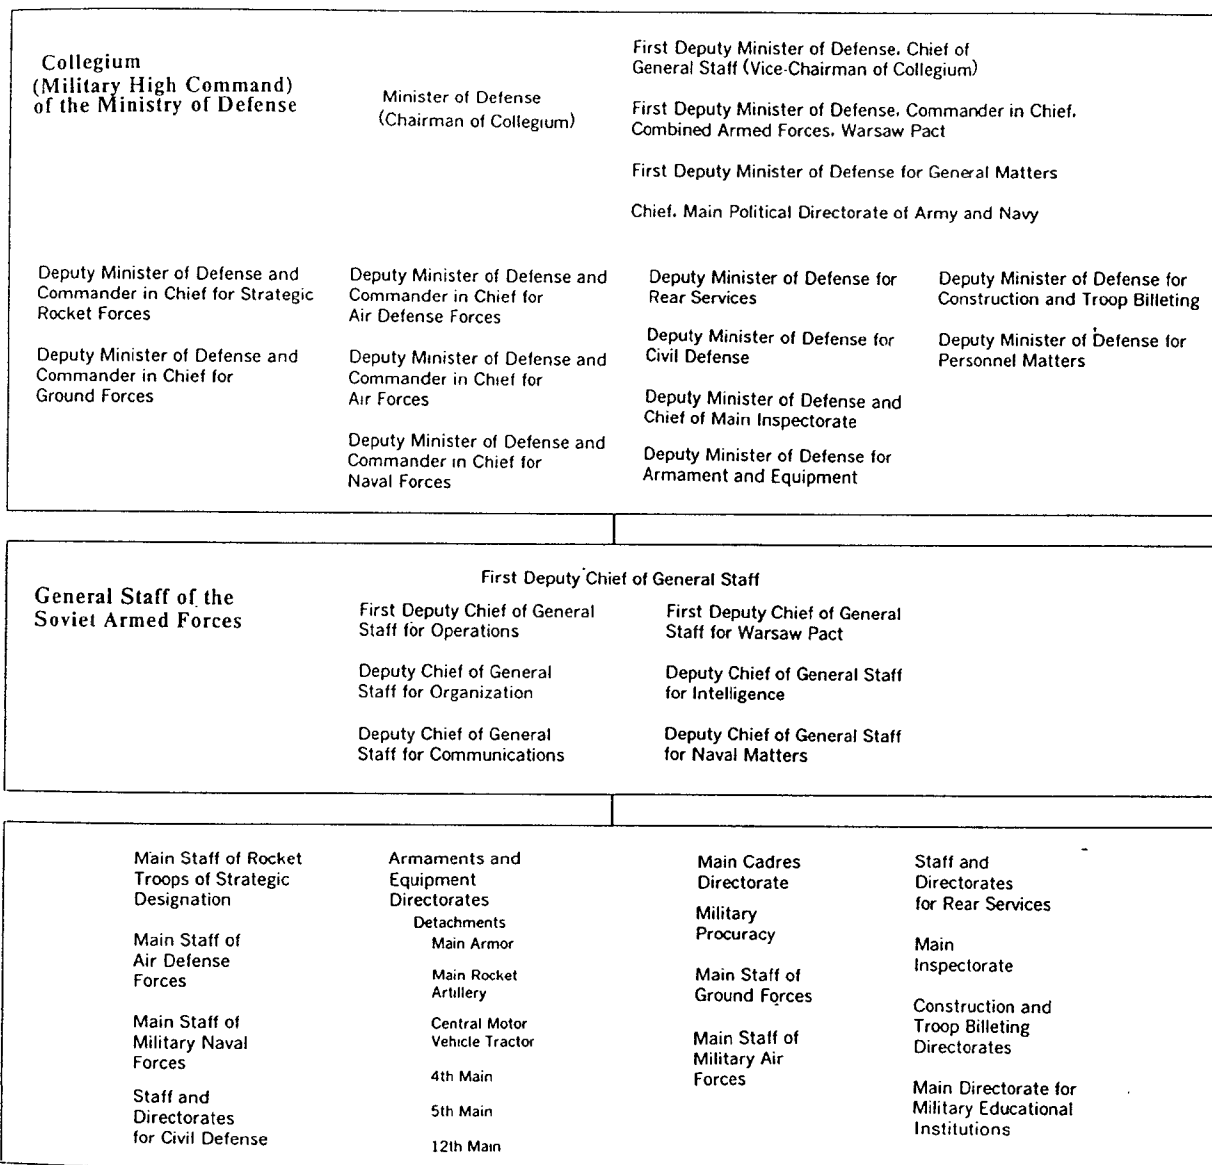 Collegium
(Military High Command)
of the Ministry of Defense
Minister of Defense
(Chairman of Collegium)
First Deputy Minister of Defense, Chief of
General Staff (Vice-Chairman of Collegium)
First Deputy Minister of Defense, Commander in Chief,
Combined Armed Forces, Warsaw Pact
First Deputy Minister of Defense for General Matters
Chief, Main Political Directorate of Army and Navy
Deputy Minister of Defense and
Commander in Chief for Strategic
Rocket Forces
Deputy Minister of Defense and
Commander in Chief for
Ground Forces
Deputy Minister of Defense and
Commander in Chief for
Air Defense Forces
Deputy Minister of Defense and
Commander in Chief for
Air Forces
Deputy Minister of Defense and
Commander in Chief for
Naval Forces
Deputy Minister of Defense for
Rear Services
Deputy Minister of Defense for
Civil Defense
Deputy Minister of Defense and
Chief of Main Inspectorate
Deputy Minister of Defense for
Armament and Equipment
Deputy Minister of Defense for
Construction and Troop Billeting
Deputy Minister of Defense for
Personnel Matters
General Staff of the
Soviet Armed Forces
First Deputy Chief of General Staff
First Deputy Chief of General
Staff for Operations
Deputy Chief of General
Staff for Organization
Deputy Chief of General
Staff for Communications
First Deputy Chief of General
Staff for Warsaw Pact
Deputy Chief of General Staff
for Intelligence
Deputy Chief of General Staff
for Naval Matters
Main Staff of Rocket
Troops of Strategic
Designation
Main Staff of
Air Defense
Forces
Main Staff of
Military Naval
Forces
Staff and
Directorates
for Civil Defense
Armaments and
Equipment
Directorates
Detachments
Main Armor
Main Rocket
Artillery
Central Motor
Vehicle Tractor
4th Main
5th Main
12th Main
Main Cadres
Directorate
Military
Procuracy
Main Staff of
Ground Forces
Main Staff of
Military Air
Forces
Staff and
Directorates
for Rear Services
Main
Inspectorate
Construction and
Troop Billeting
Directorates
Main Directorate for
Military Educational
Institutions